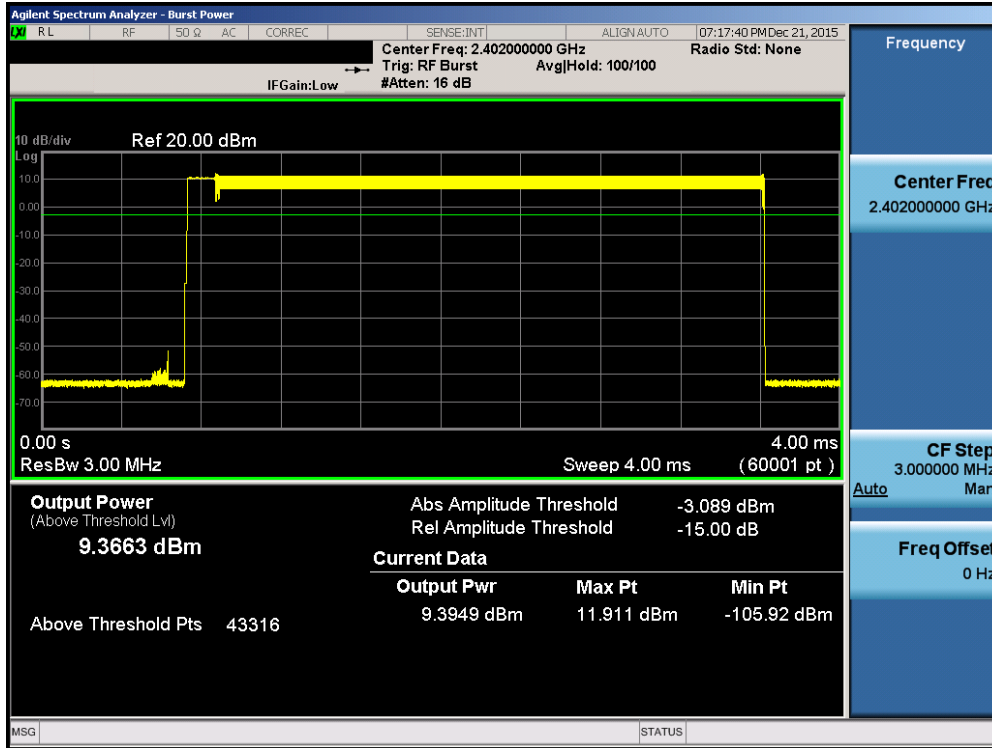 Agilent Spectrum Analyzer - Burst Power
LXI RL RF 50 Ω AC CORREC SENSE:INT ALIGN AUTO 07:17:40 PM Dec 21, 2015
Center Freq: 2.402000000 GHz Radio Std: None
Trig: RF Burst Avg|Hold: 100/100
IFGain:Low #Atten: 16 dB
10 dB/div Ref 20.00 dBm
Log
10.0
0.00
-10.0
-20.0
-30.0
-40.0
-50.0
-60.0
-70.0
0.00 s 4.00 ms
ResBw 3.00 MHz Sweep 4.00 ms (60001 pt)
Output Power
(Above Threshold Lvl)
9.3663 dBm
Above Threshold Pts 43316
Abs Amplitude Threshold -3.089 dBm
Rel Amplitude Threshold -15.00 dB
Current Data
Output Pwr Max Pt Min Pt
9.3949 dBm 11.911 dBm -105.92 dBm
MSG STATUS
Frequency
Center Freq
2.402000000 GHz
CF Step
3.000000 MHz
Auto Man
Freq Offset
0 Hz